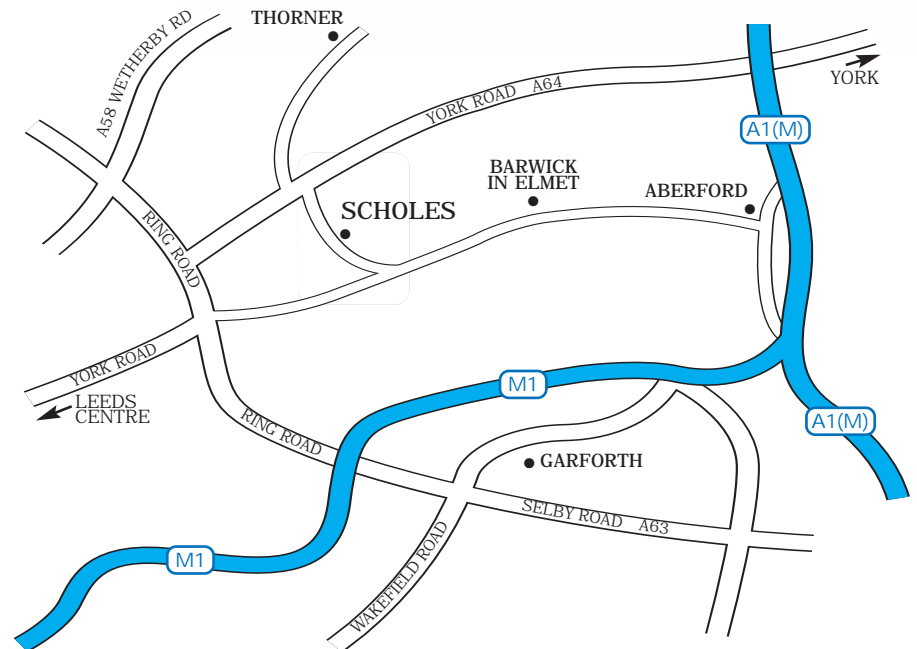 THORNER
A58 WETHERBY RD
YORK
YORK ROAD A64
A1(M)
BARWICK
IN ELMET
ABERFORD
SCHOLES
RING ROAD
YORK ROAD
LEEDS
CENTRE
M1
RING ROAD
A1(M)
GARFORTH
SELBY ROAD A63
M1
WAKEFIELD ROAD